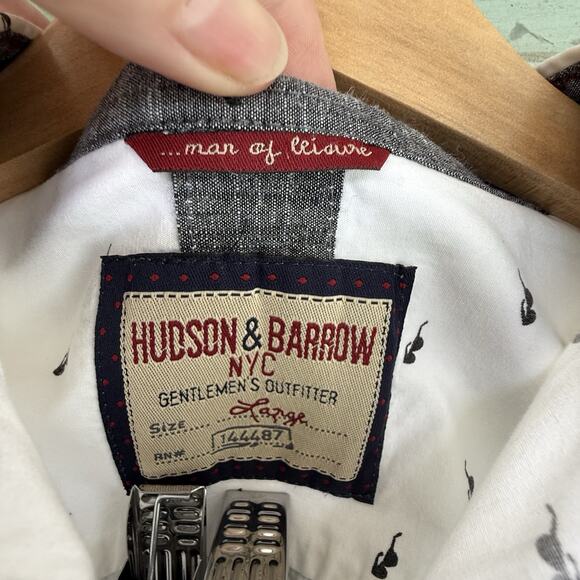 ...man of leisure
HUDSON & BARROW
NYC
GENTLEMEN'S OUTFITTER
SIZE Large
RN# 144487